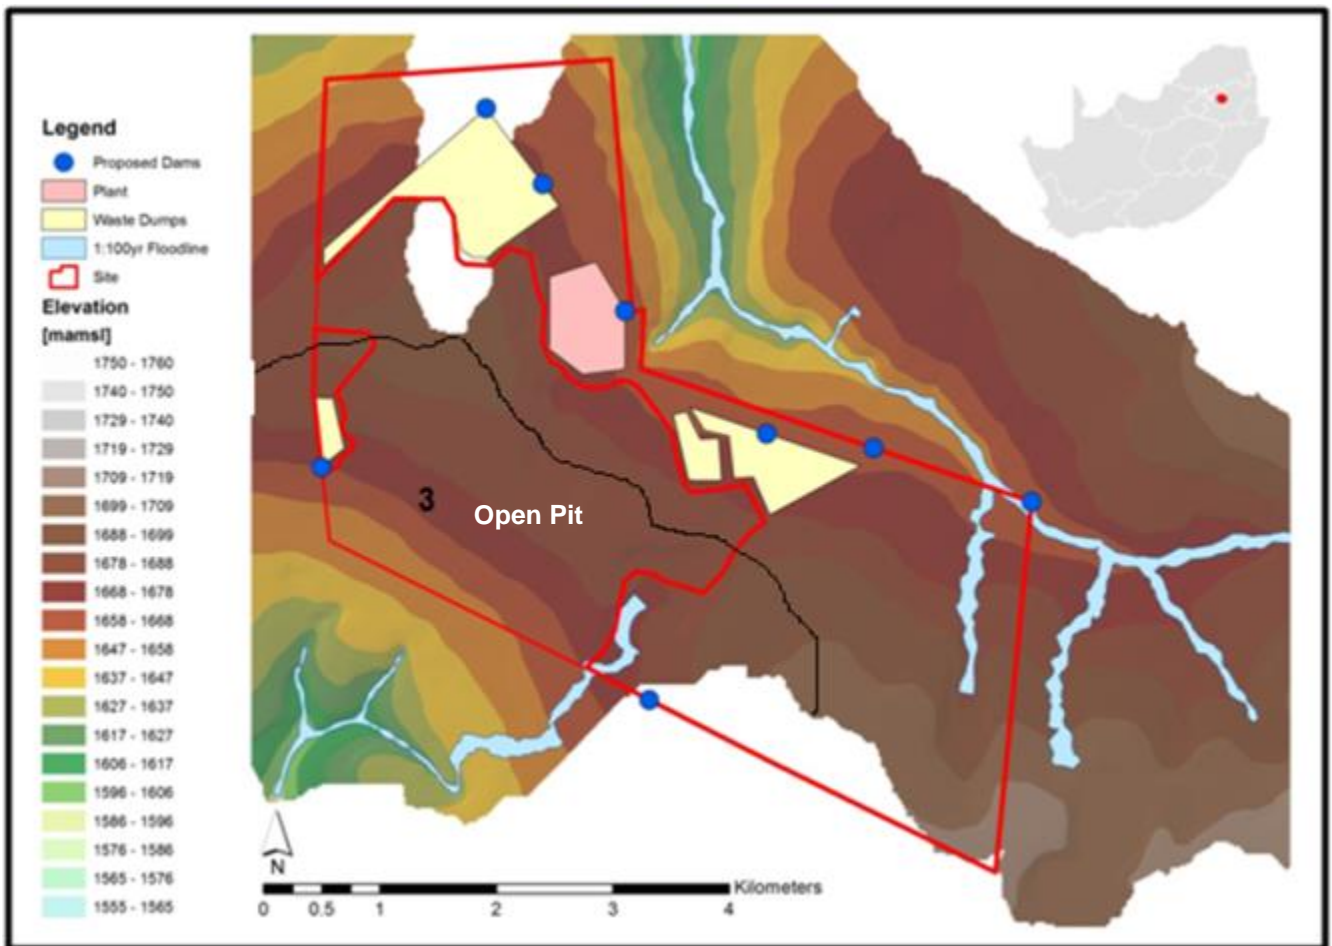 Legend
Proposed Dams
Plant
Waste Dumps
1:100yr Floodline
Site
Elevation
[mamsl]
1750 - 1760
1740 - 1750
1729 - 1740
1719 - 1729
1709 - 1719
1699 - 1709
1688 - 1699
1678 - 1688
1668 - 1678
1658 - 1668
1647 - 1658
1637 - 1647
1627 - 1637
1617 - 1627
1606 - 1617
1596 - 1606
1586 - 1596
1576 - 1586
1565 - 1576
1555 - 1565
3
Open Pit
N
Kilometers
0 0.5 1 2 3 4